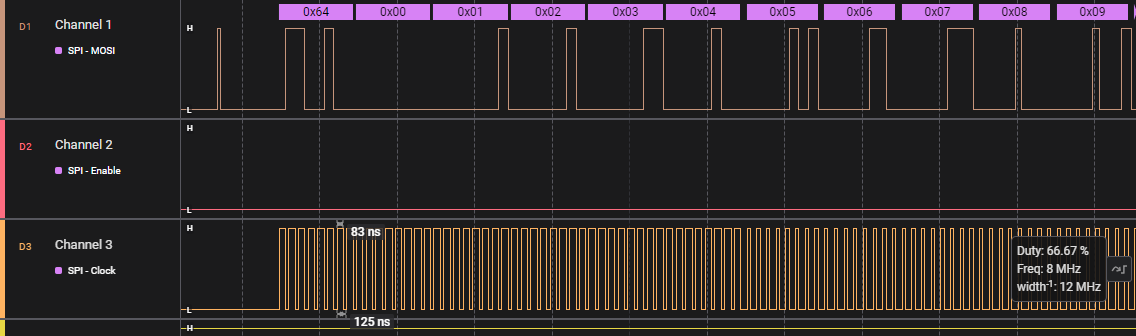 0x64 0x00 0x01 0x02 0x03 0x04 0x05 0x06 0x07 0x08 0x09
D1 Channel 1 H
SPI - MOSI
L
H
D2 Channel 2
SPI - Enable
L
H
83 ns
D3 Channel 3
Duty: 66.67 %
SPI - Clock
Freq: 8 MHz
width-1: 12 MHz
L
125 ns
H